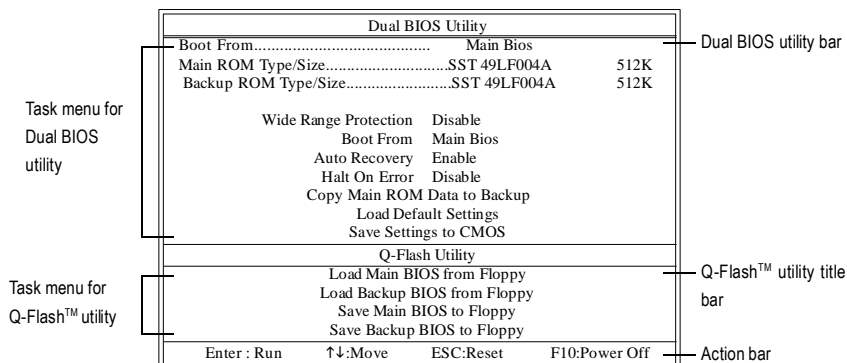 Dual BIOS Utility
Boot From.......................................... Main Bios
Main ROM Type/Size.............................SST 49LF004A 512K
Backup ROM Type/Size.........................SST 49LF004A 512K
Wide Range Protection Disable
Boot From Main Bios
Auto Recovery Enable
Halt On Error Disable
Copy Main ROM Data to Backup
Load Default Settings
Save Settings to CMOS
Q-Flash Utility
Load Main BIOS from Floppy
Load Backup BIOS from Floppy
Save Main BIOS to Floppy
Save Backup BIOS to Floppy
Enter : Run ↑↓:Move ESC:Reset F10:Power Off
Task menu for
Dual BIOS
utility
Task menu for
Q-Flash™ utility
Dual BIOS utility bar
Q-Flash™ utility title
bar
Action bar